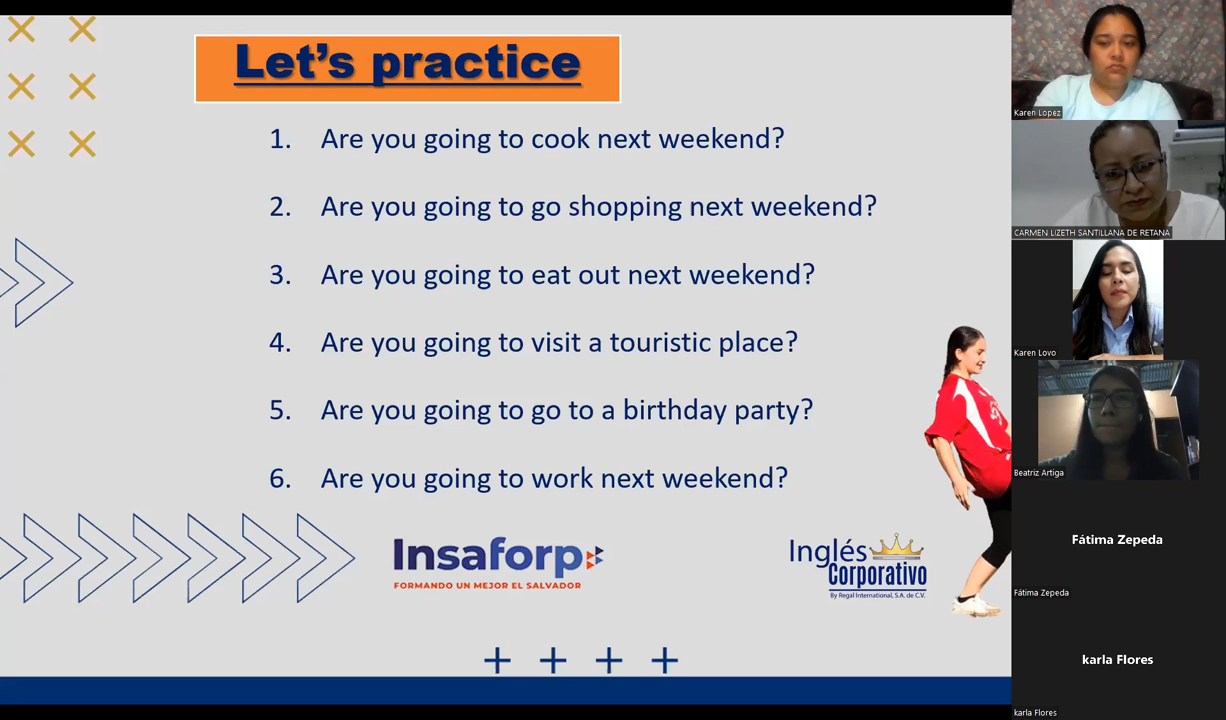 Let's practice
1. Are you going to cook next weekend?
2. Are you going to go shopping next weekend?
3. Are you going to eat out next weekend?
4. Are you going to visit a touristic place?
5. Are you going to go to a birthday party?
6. Are you going to work next weekend?
Insaforp
FORMANDO UN MEJOR EL SALVADOR
Inglés
Corporativo
By Regal International, S.A. de C.V.
Karen Lopez
CARMEN LIZETH SANTILLANA DE RETANA
Karen Lovo
Beatriz Artiga
Fátima Zepeda
Fátima Zepeda
karla Flores
karla Flores